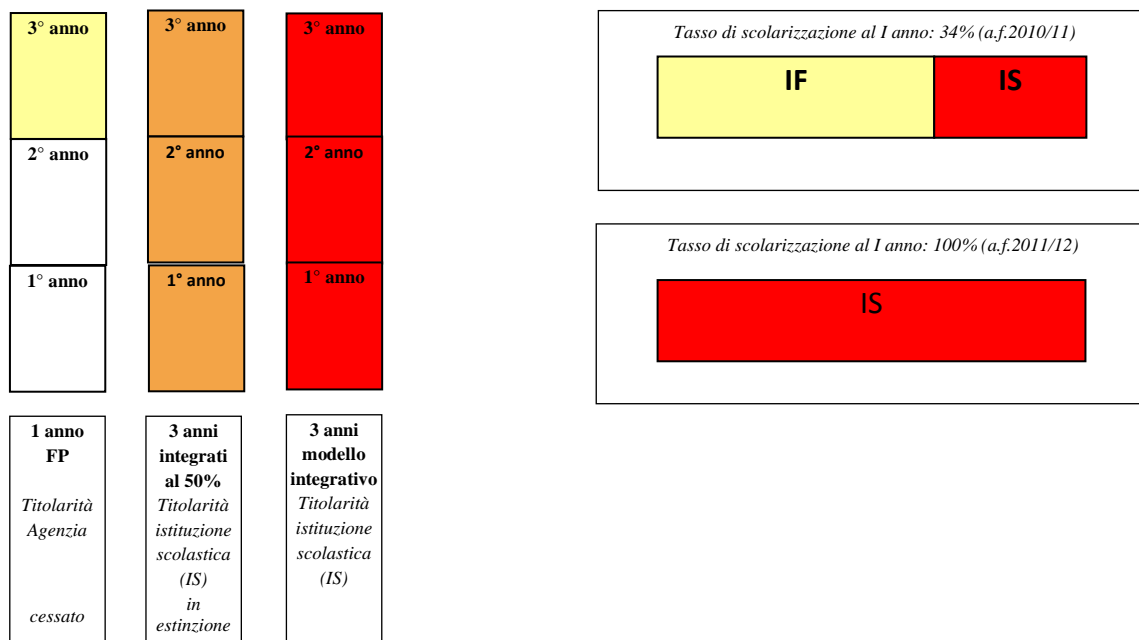 3° anno
2° anno
1° anno
1 anno
FP
Titolarità
Agenzia
cessato
3° anno
2° anno
1° anno
3 anni
integrati
al 50%
Titolarità
istituzione
scolastica
(IS)
in
estinzione
3° anno
2° anno
1° anno
3 anni
modello
integrativo
Titolarità
istituzione
scolastica
(IS)
Tasso di scolarizzazione al I anno: 34% (a.f.2010/11)
IF IS
Tasso di scolarizzazione al I anno: 100% (a.f.2011/12)
IS